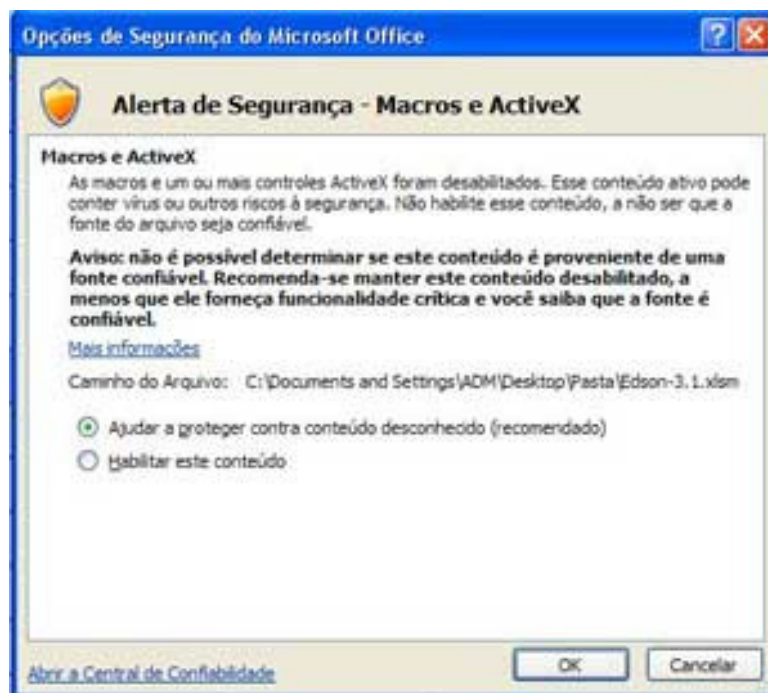 Opções de Segurança do Microsoft Office
Alerta de Segurança - Macros e ActiveX
Macros e ActiveX
As macros e um ou mais controles ActiveX foram desabilitados. Esse conteúdo ativo pode
conter vírus ou outros riscos à segurança. Não habilite esse conteúdo, a não ser que a
fonte do arquivo seja confiável.
Aviso: não é possível determinar se este conteúdo é proveniente de uma
fonte confiável. Recomenda-se manter este conteúdo desabilitado, a
menos que ele forneça funcionalidade crítica e você saiba que a fonte é
confiável.
Mais informações
Caminho do Arquivo: C:\Documents and Settings\ADM\Desktop\Pasta\Edson-3.1.xlsm
Ajudar a proteger contra conteúdo desconhecido (recomendado)
Habilitar este conteúdo
Abrir a Central de Confiabilidade
OK
Cancelar